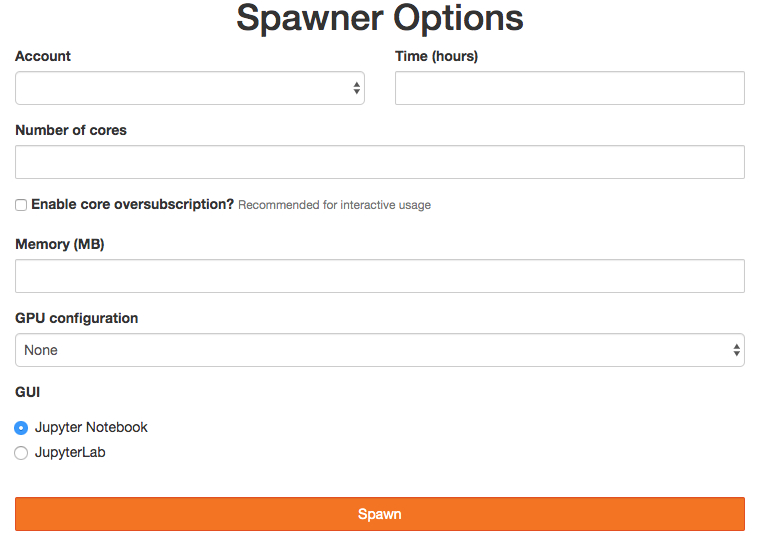 Spawner Options
Account
Time (hours)
Number of cores
Enable core oversubscription? Recommended for interactive usage
Memory (MB)
GPU configuration
None
GUI
Jupyter Notebook
JupyterLab
Spawn